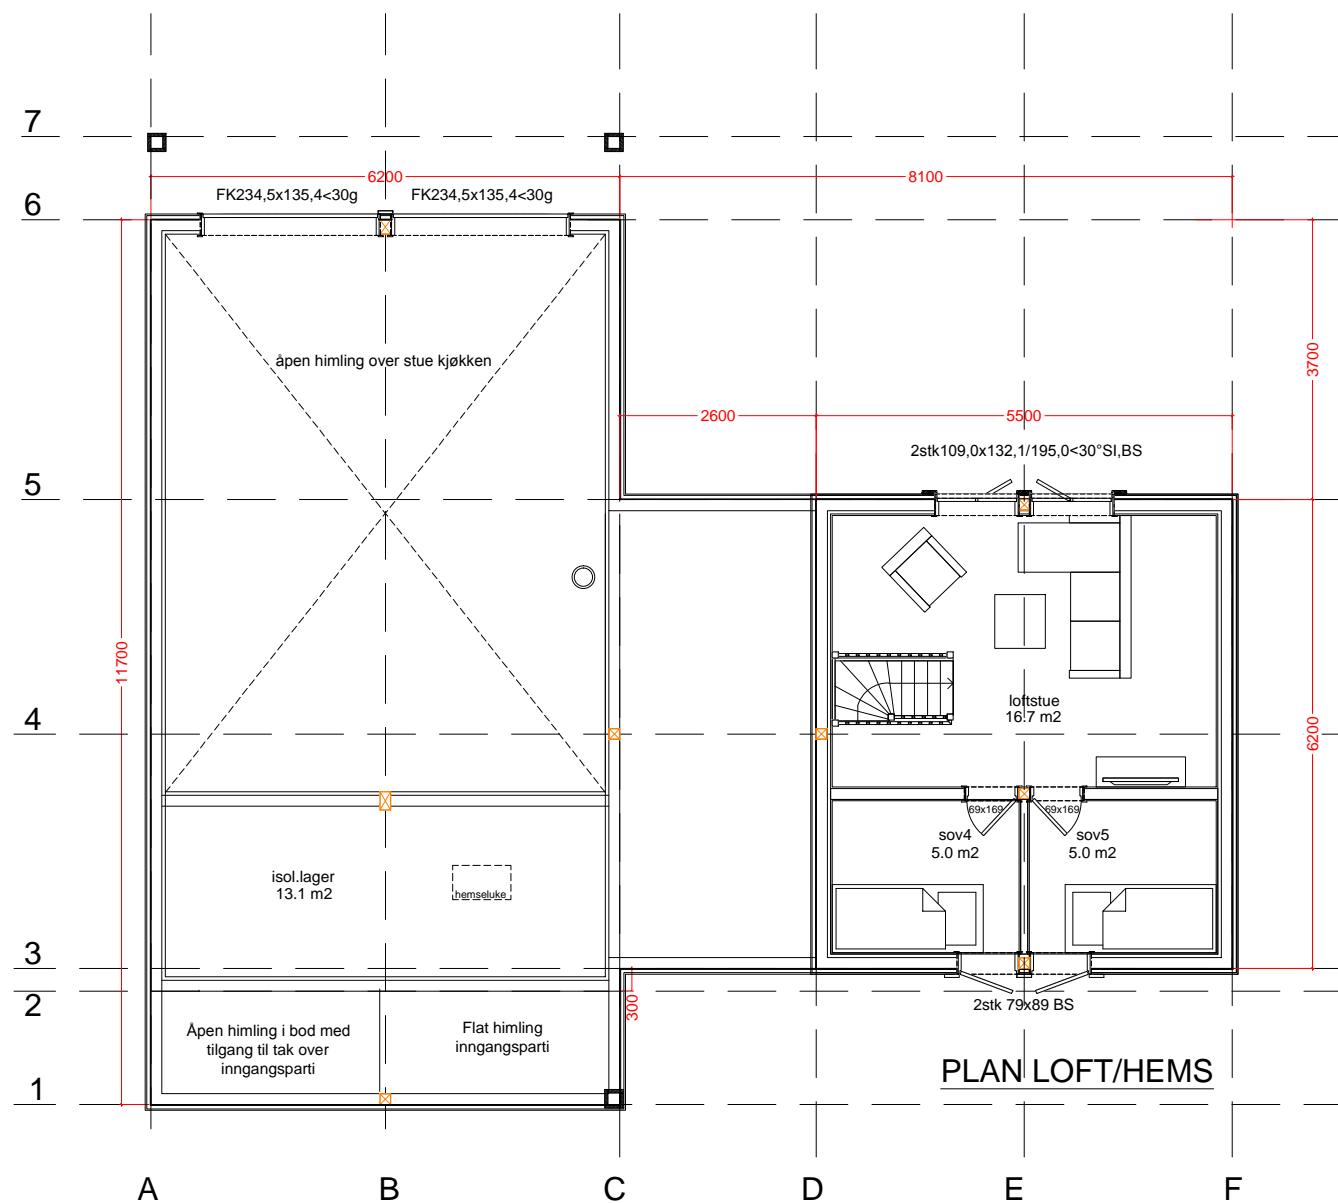 7
6200
8100
FK234,5x135,4<30g
FK234,5x135,4<30g
6
åpen himling over stue kjøkken
3700
2600
5500
2stk109,0x132,1/195,0<30°SI,BS
5
11700
loftstue
16.7 m2
4
6200
69x169
69x169
sov4
5.0 m2
sov5
5.0 m2
isol.lager
13.1 m2
hemseluke
3
2
300
2stk 79x89 BS
Åpen himling i bod med
tilgang til tak over
inngangsparti
Flat himling
inngangsparti
PLAN LOFT/HEMS
1
A
B
C
D
E
F